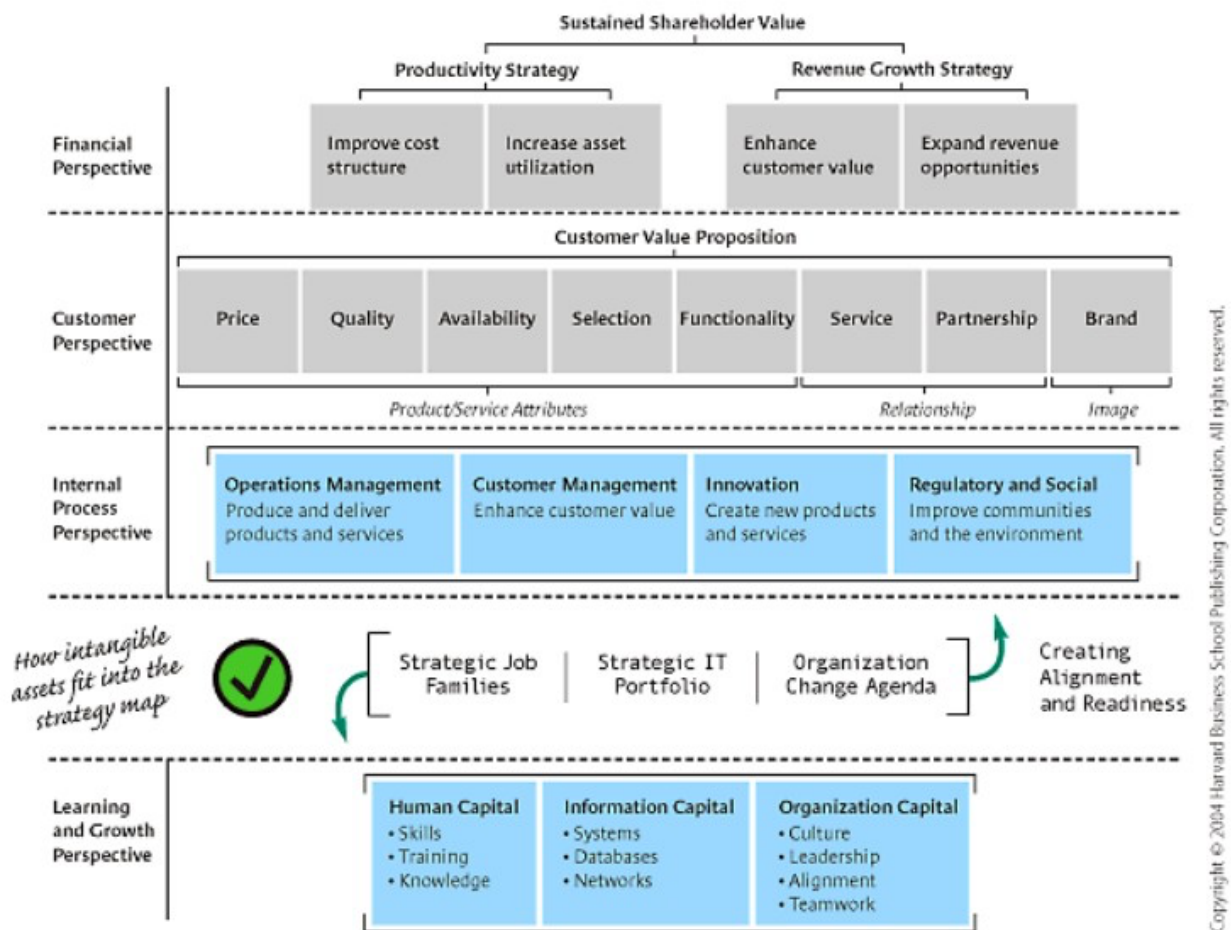 Sustained Shareholder Value
Productivity Strategy
Revenue Growth Strategy
Financial
Perspective
Improve cost
structure
Increase asset
utilization
Enhance
customer value
Expand revenue
opportunities
Customer Value Proposition
Customer
Perspective
Price
Quality
Availability
Selection
Functionality
Service
Partnership
Brand
Product/Service Attributes
Relationship
Image
Internal
Process
Perspective
Operations Management
Produce and deliver
products and services
Customer Management
Enhance customer value
Innovation
Create new products
and services
Regulatory and Social
Improve communities
and the environment
How intangible
assets fit into the
strategy map
Strategic Job
Families
Strategic IT
Portfolio
Organization
Change Agenda
Creating
Alignment
and Readiness
Learning
and Growth
Perspective
Human Capital
• Skills
• Training
• Knowledge
Information Capital
• Systems
• Databases
• Networks
Organization Capital
• Culture
• Leadership
• Alignment
• Teamwork
Copyright © 2004 Harvard Business School Publishing Corporation. All rights reserved.